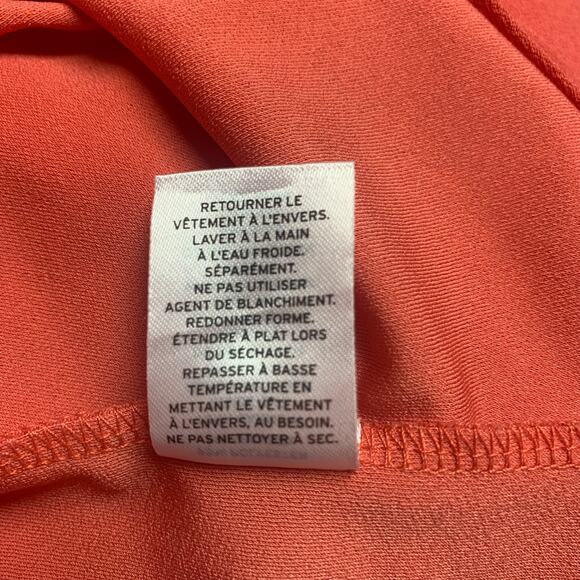 RETOURNER LE
VÊTEMENT À L'ENVERS.
LAVER À LA MAIN
À L'EAU FROIDE.
SÉPARÉMENT.
NE PAS UTILISER
AGENT DE BLANCHIMENT.
REDONNER FORME.
ÉTENDRE À PLAT LORS
DU SÉCHAGE.
REPASSER À BASSE
TEMPÉRATURE EN
METTANT LE VÊTEMENT
À L'ENVERS, AU BESOIN.
NE PAS NETTOYER À SEC.